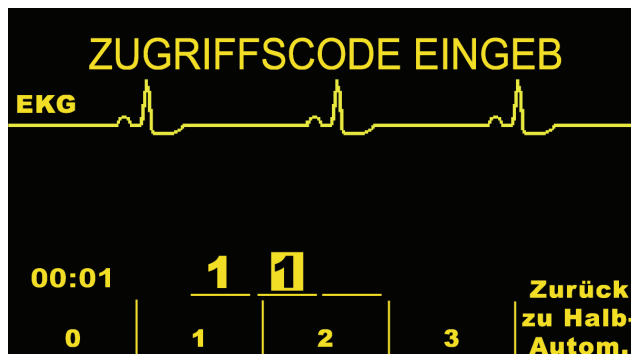 ZUGRIFFSCODE EINGEB
EKG
00:01
1 1
Zurück
zu Halb-
Autom.
0 1 2 3